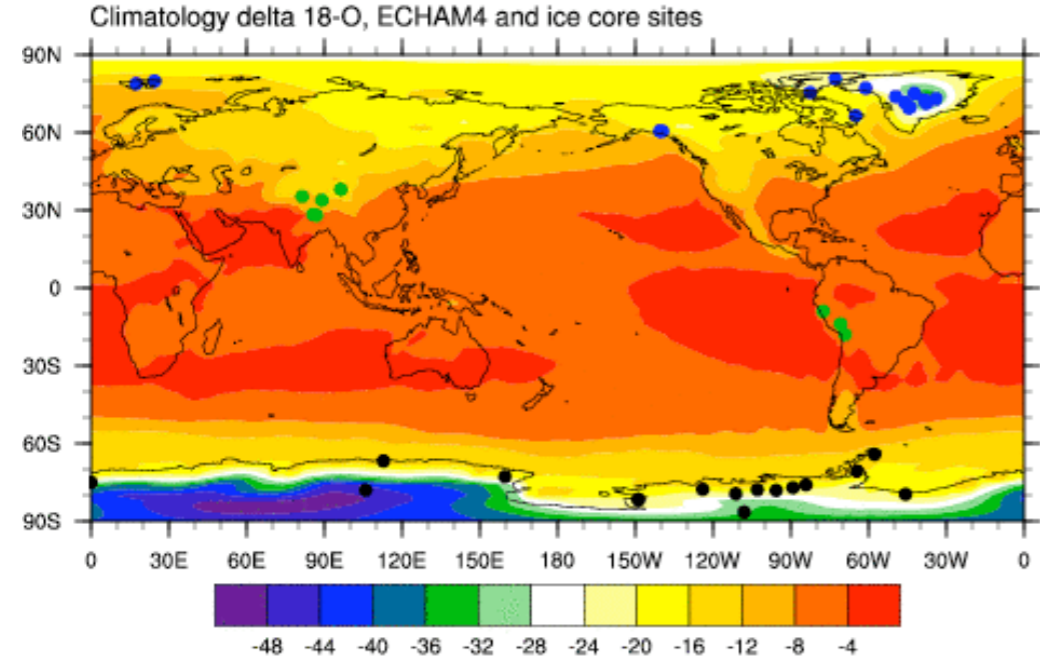 Climatology delta 18-O, ECHAM4 and ice core sites
90N
60N
30N
0
30S
60S
90S
0 30E 60E 90E 120E 150E 180 150W 120W 90W 60W 30W 0
-48 -44 -40 -36 -32 -28 -24 -20 -16 -12 -8 -4